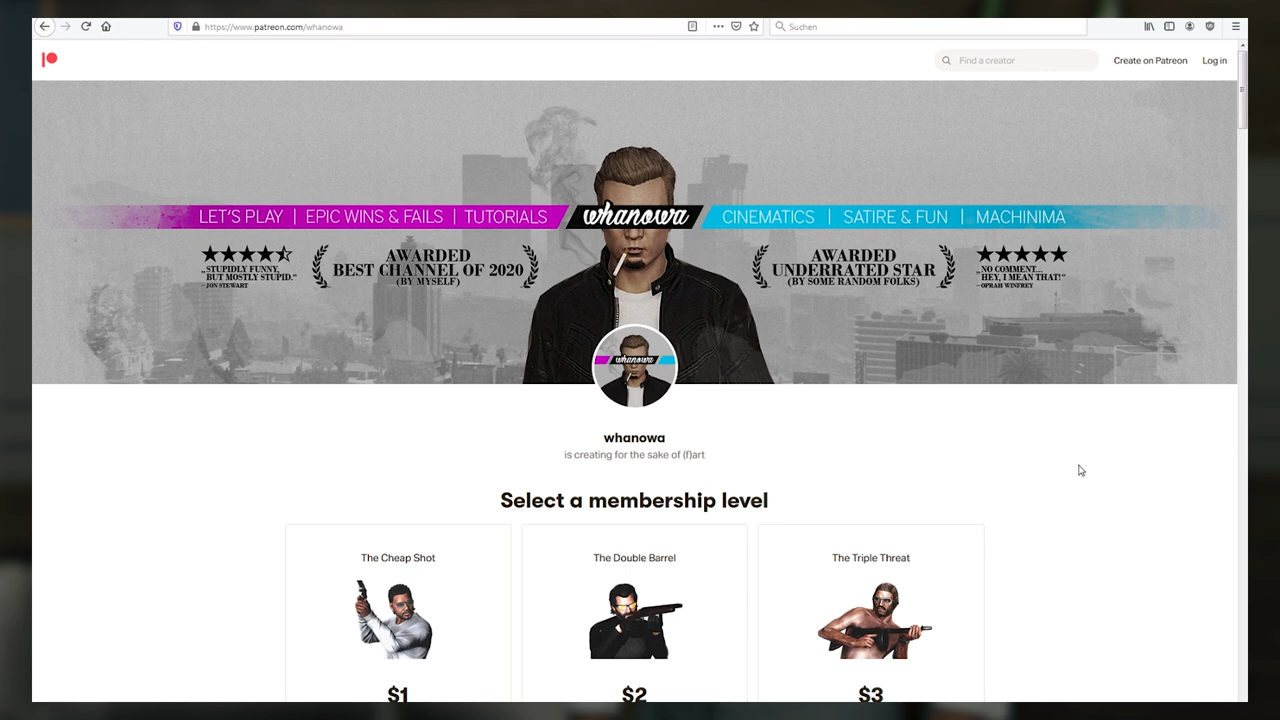 https://www.patreon.com/whanowa
Suchen
Find a creator
Create on Patreon
Log in
LET'S PLAY | EPIC WINS & FAILS | TUTORIALS
whanowa
CINEMATICS | SATIRE & FUN | MACHINIMA
„STUPIDLY FUNNY,
BUT MOSTLY STUPID.“
– JON STEWART
AWARDED
BEST CHANNEL OF 2020
(BY MYSELF)
AWARDED
UNDERRATED STAR
(BY SOME RANDOM FOLKS)
„NO COMMENT...
HEY, I MEAN THAT!“
– OPRAH WINFREY
whanowa
whanowa
is creating for the sake of (f)art
Select a membership level
The Cheap Shot
The Double Barrel
The Triple Threat
$1
$2
$3